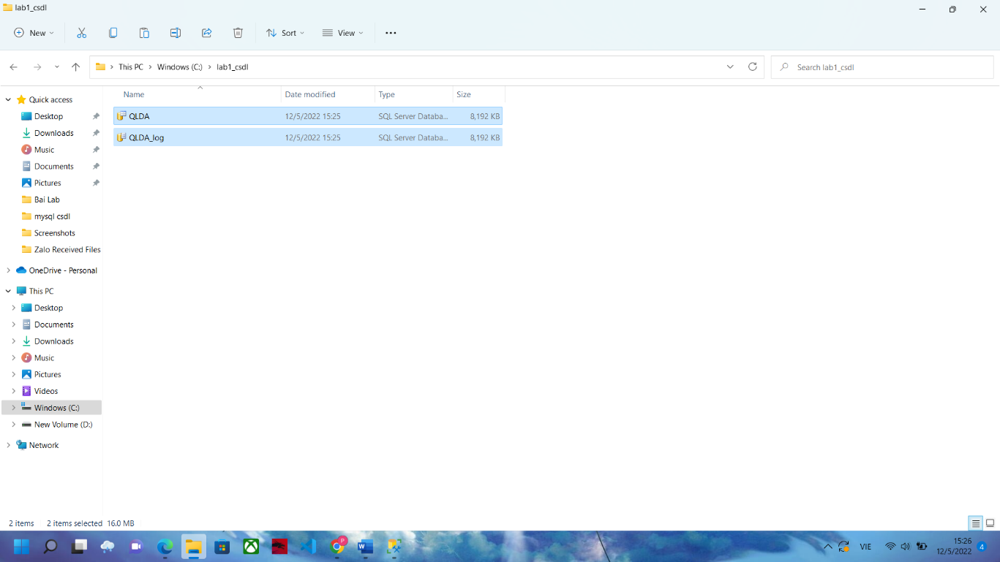 lab1_csdl
New Sort View
This PC Windows (C:) lab1_csdl Search lab1_csdl
Name Date modified Type Size
QLDA 12/5/2022 15:25 SQL Server Databa... 8,192 KB
QLDA_log 12/5/2022 15:25 SQL Server Databa... 8,192 KB
Quick access
Desktop
Downloads
Music
Documents
Pictures
Bai Lab
mysql csdl
Screenshots
Zalo Received Files
OneDrive - Personal
This PC
Desktop
Documents
Downloads
Music
Pictures
Videos
Windows (C:)
New Volume (D:)
Network
2 items 2 items selected 16.0 MB
P
W
VIE
15:26
12/5/2022
4